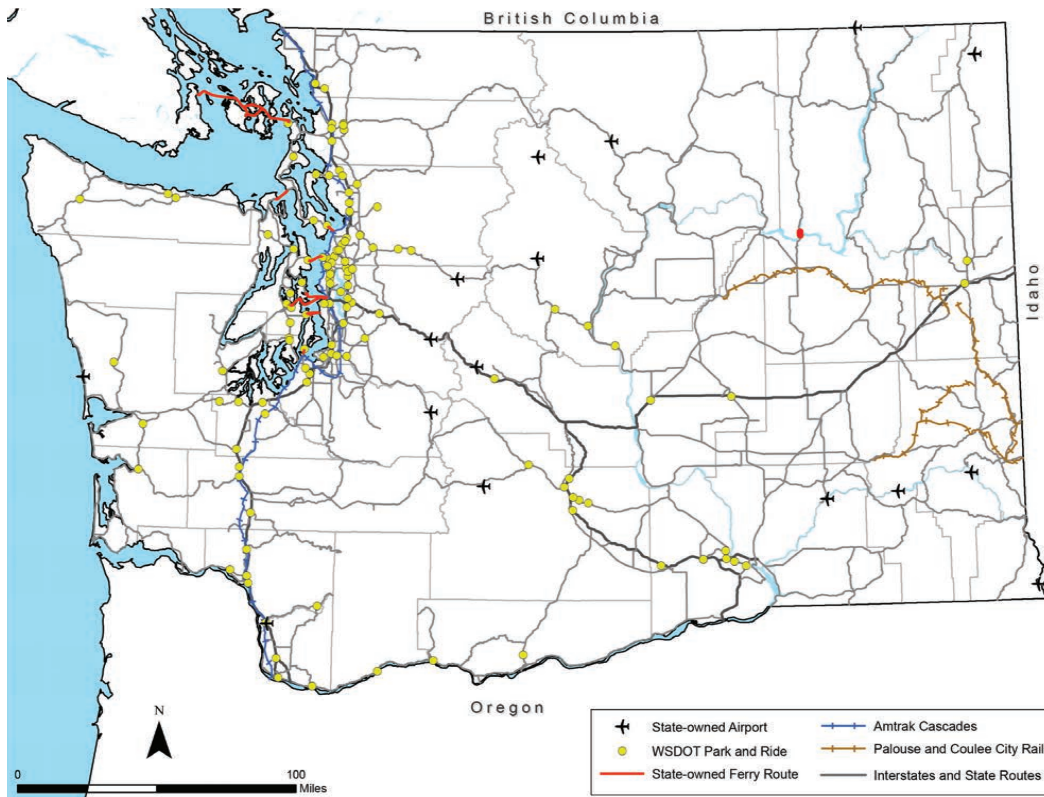 British Columbia
Idaho
Oregon
N
0
100
Miles
State-owned Airport
WSDOT Park and Ride
State-owned Ferry Route
Amtrak Cascades
Palouse and Coulee City Rail
Interstates and State Routes